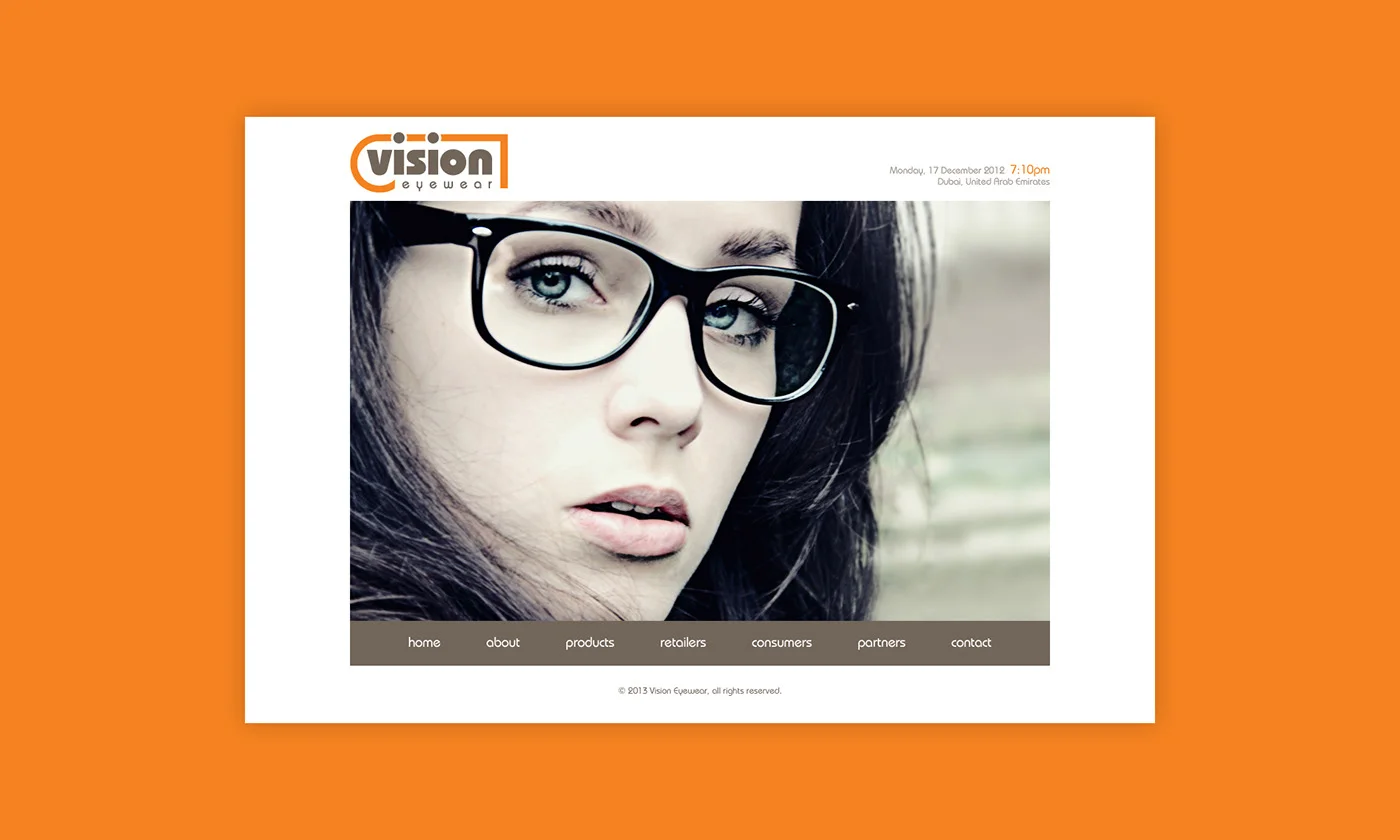 vision
eyewear
Monday, 17 December 2012 7:10pm
Dubai, United Arab Emirates
home about products retailers consumers partners contact
© 2013 Vision Eyewear, all rights reserved.